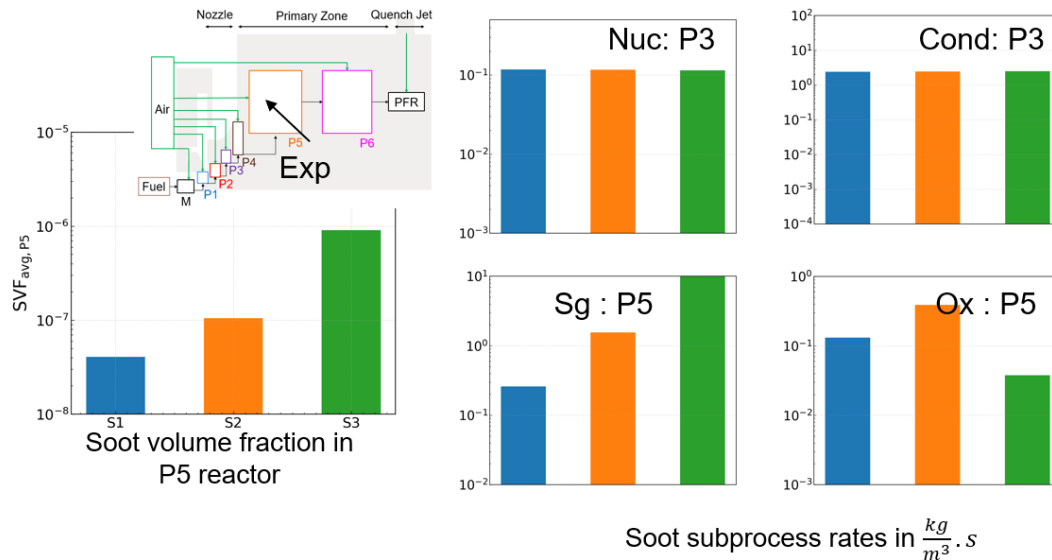 Nozzle Primary Zone Quench Jet
Air
PFR
P5 P6
P4
P3
P2
P1
Fuel
M
Exp
10⁻⁵
10⁻⁶
10⁻⁷
10⁻⁸
SVF_avg, P5
S1 S2 S3
Soot volume fraction in
P5 reactor
Nuc: P3
10⁻¹
10⁻²
10⁻³
Cond: P3
10²
10¹
10⁰
10⁻¹
10⁻²
10⁻³
10⁻⁴
Sg : P5
10¹
10⁰
10⁻¹
10⁻²
Ox : P5
10⁰
10⁻¹
10⁻²
10⁻³
Soot subprocess rates in kg/m³ . s